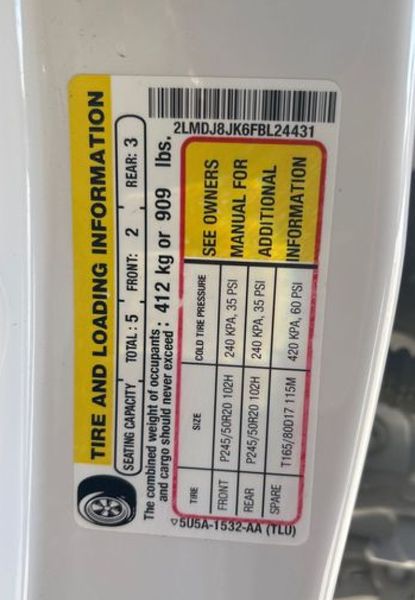 2LMDJ8JK6FBL24431
TIRE AND LOADING INFORMATION
SEATING CAPACITY TOTAL : 5 FRONT: 2 REAR: 3
The combined weight of occupants
and cargo should never exceed : 412 kg or 909 lbs.
TIRE SIZE COLD TIRE PRESSURE SEE OWNERS
FRONT P245/50R20 102H 240 KPA, 35 PSI MANUAL FOR
REAR P245/50R20 102H 240 KPA, 35 PSI ADDITIONAL
SPARE T165/80D17 115M 420 KPA, 60 PSI INFORMATION
▽5U5A-1532-AA (TLU)